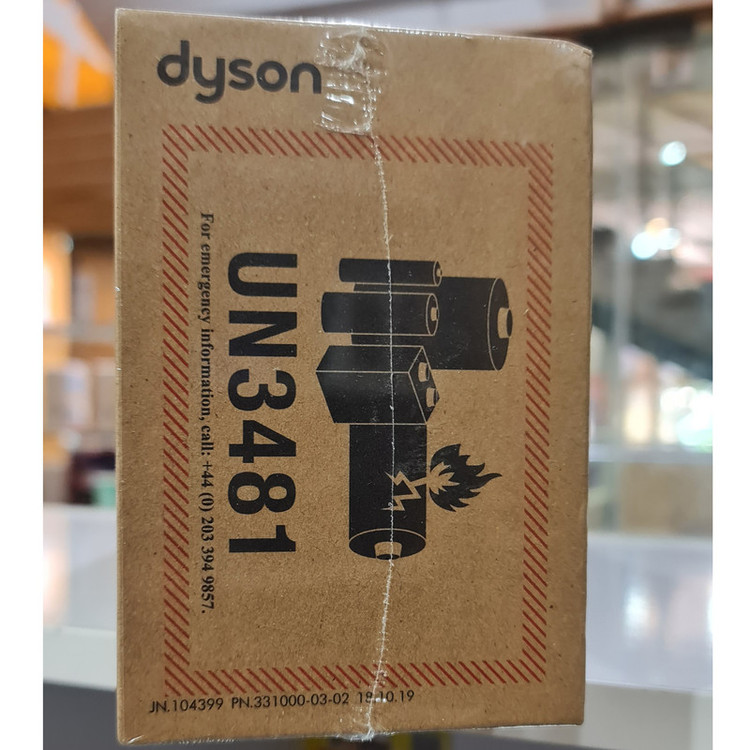 dyson
UN3481
For emergency information, call: +44 (0) 203 394 9857.
JN.104399 PN.331000-03-02 18.10.19